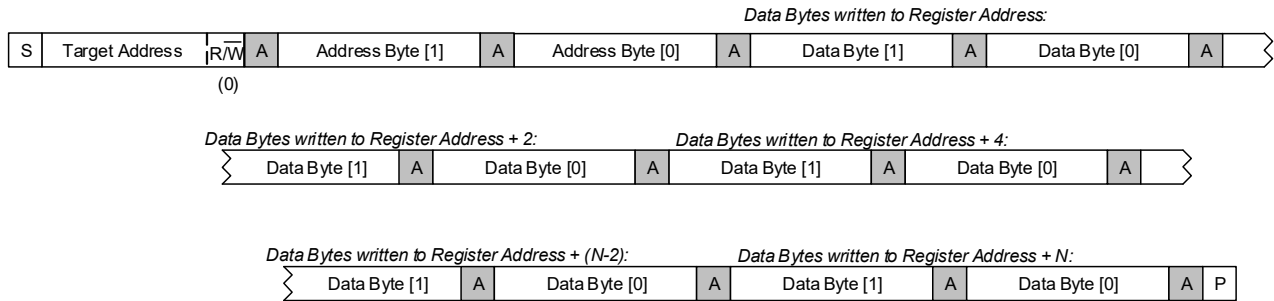 Data Bytes written to Register Address:
S Target Address R/W̅ A Address Byte [1] A Address Byte [0] A Data Byte [1] A Data Byte [0] A
(0)
Data Bytes written to Register Address + 2: Data Bytes written to Register Address + 4:
Data Byte [1] A Data Byte [0] A Data Byte [1] A Data Byte [0] A
Data Bytes written to Register Address + (N-2): Data Bytes written to Register Address + N:
Data Byte [1] A Data Byte [0] A Data Byte [1] A Data Byte [0] A P